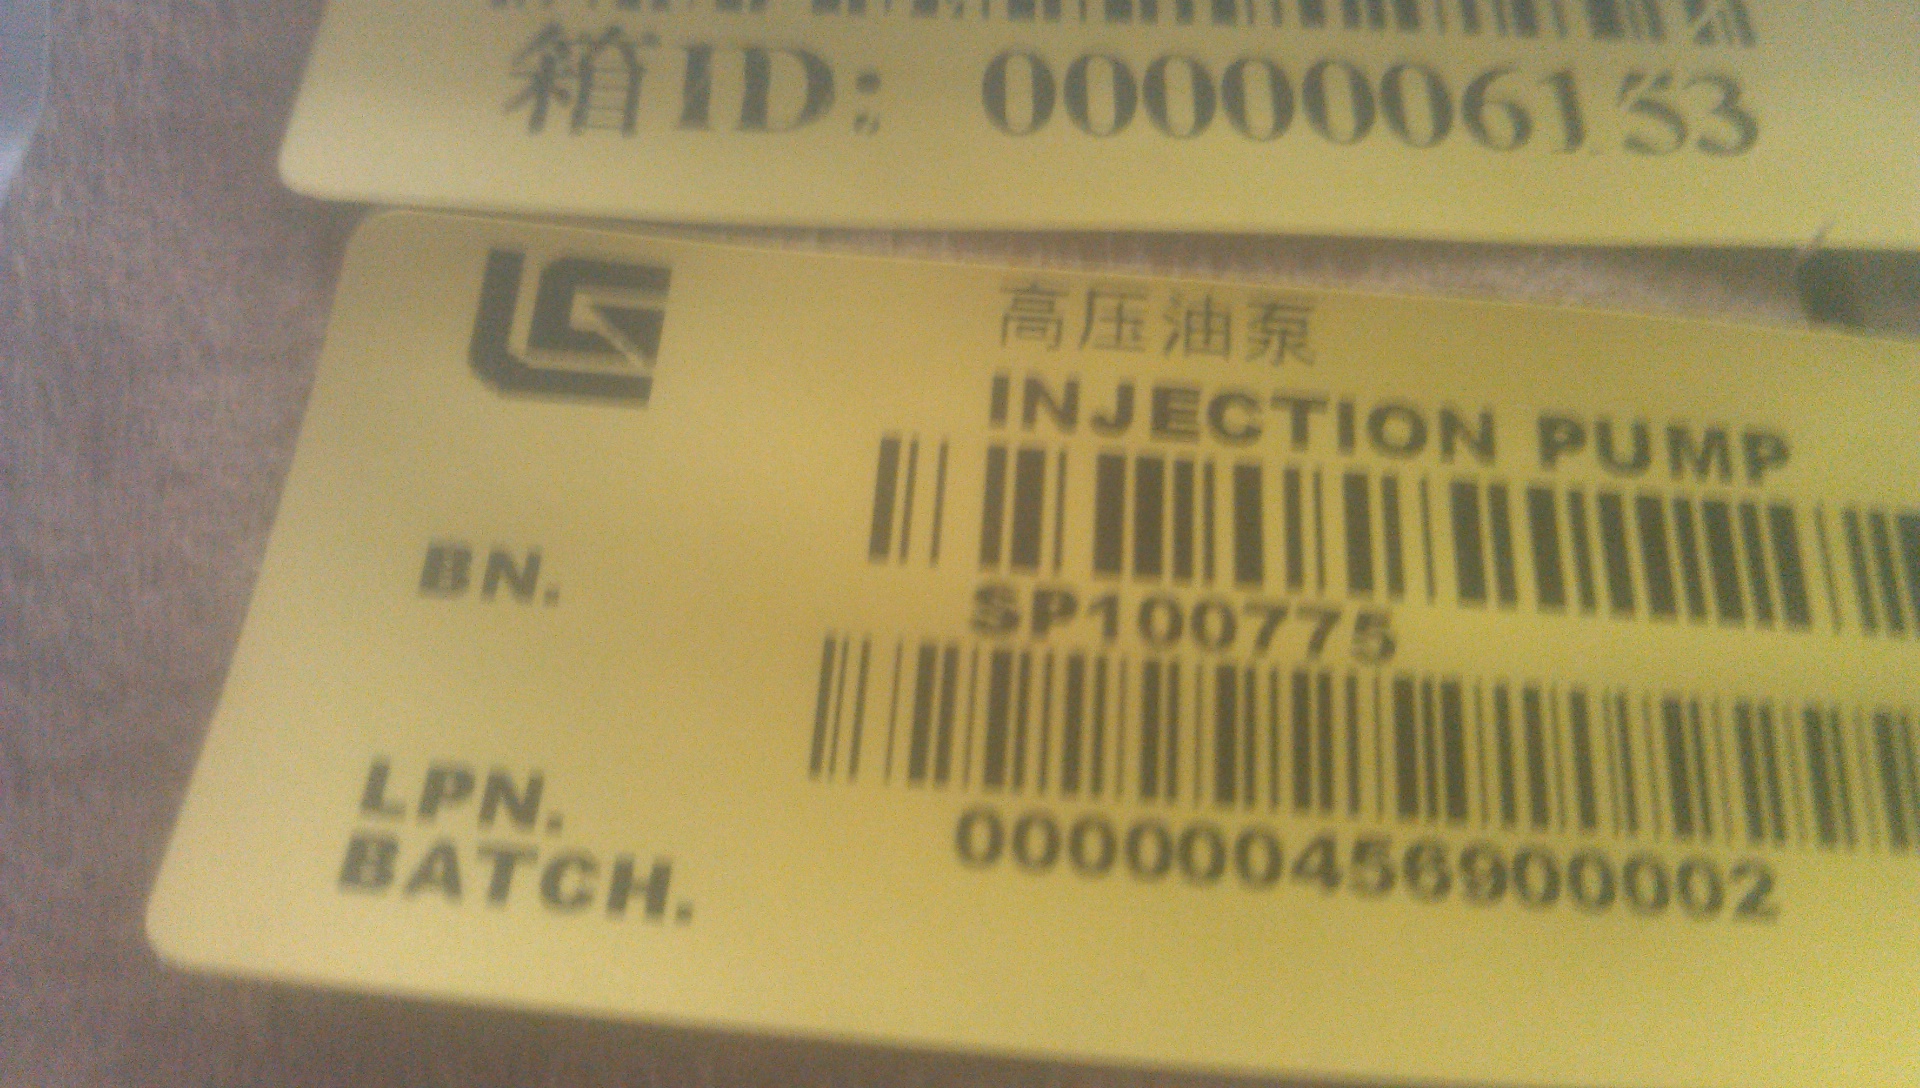 箱ID: 0000006153
高压油泵
INJECTION PUMP
BN.
SP100775
LPN.
000000456900002
BATCH.